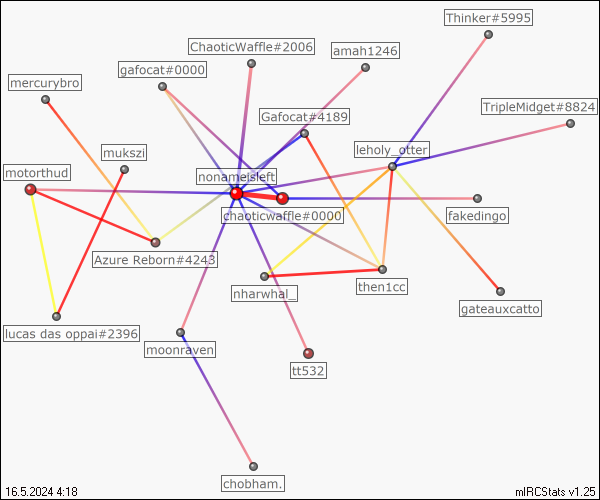 Thinker#5995
ChaoticWaffle#2006
amah1246
gafocat#0000
mercurybro
TripleMidget#8824
Gafocat#4189
mukszi
leholy_otter
motorthud
nonameisleft
chaoticwaffle#0000
fakedingo
Azure Reborn#4243
then1cc
nharwhal_
gateauxcatto
lucas das oppai#2396
moonraven
tt532
chobham.
16.5.2024 4:18
mIRCStats v1.25